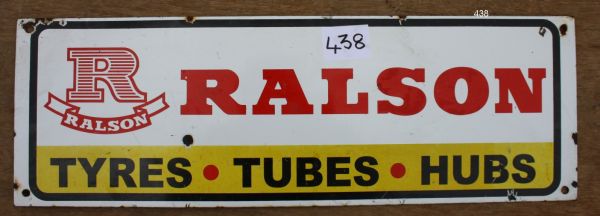 438
438
R
RALSON
RALSON
TYRES • TUBES • HUBS